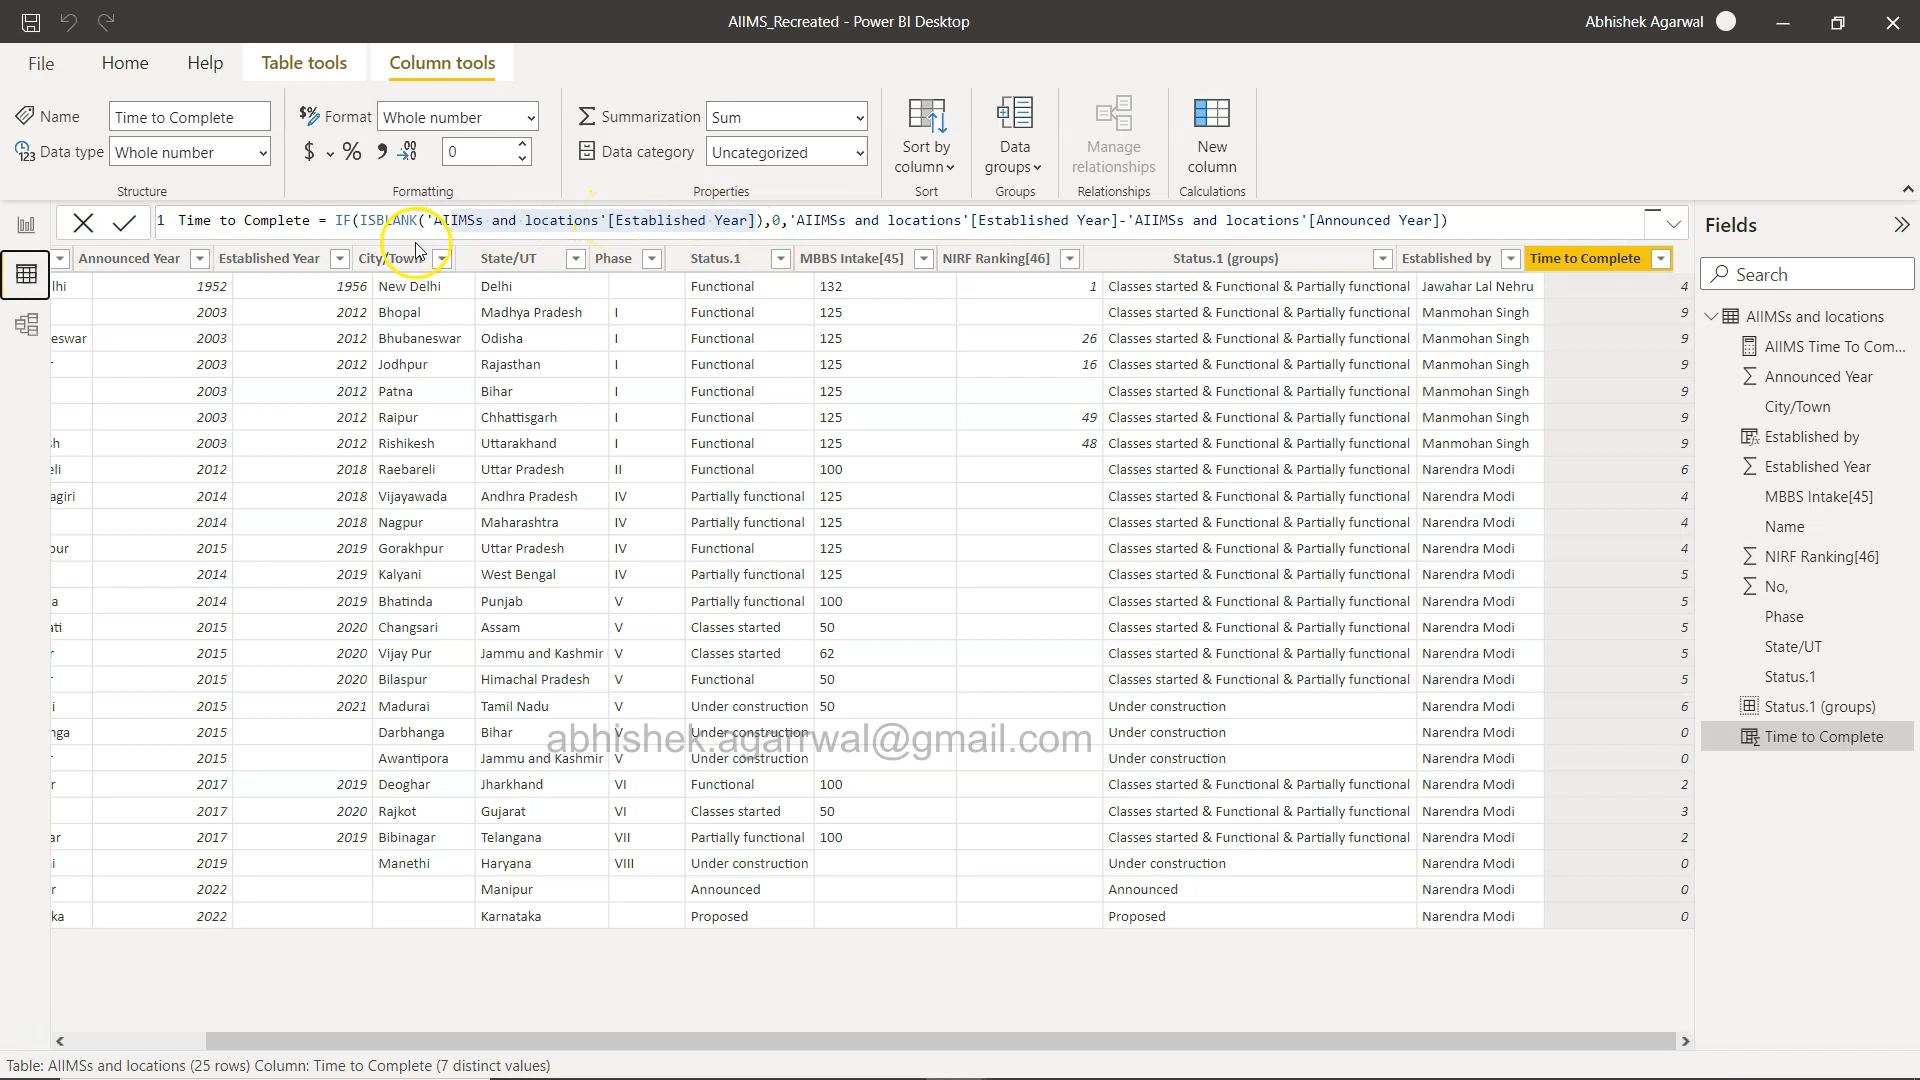 AIIMS_Recreated - Power BI Desktop
Abhishek Agarwal
File Home Help Table tools Column tools
Name Time to Complete
Data type Whole number
Structure
Format Whole number
$ % 0
Formatting
Summarization Sum
Data category Uncategorized
Properties
Sort by column
Sort
Data groups
Groups
Manage relationships
Relationships
New column
Calculations
1 Time to Complete = IF(ISBLANK('AIIMSs and locations'[Established Year]),0,'AIIMSs and locations'[Established Year]-'AIIMSs and locations'[Announced Year])
Announced Year Established Year City/Town State/UT Phase Status.1 MBBS Intake[45] NIRF Ranking[46] Status.1 (groups) Established by Time to Complete
lhi 1952 1956 New Delhi Delhi Functional 132 1 Classes started & Functional & Partially functional Jawahar Lal Nehru 4
2003 2012 Bhopal Madhya Pradesh I Functional 125 Classes started & Functional & Partially functional Manmohan Singh 9
eswar 2003 2012 Bhubaneswar Odisha I Functional 125 26 Classes started & Functional & Partially functional Manmohan Singh 9
2003 2012 Jodhpur Rajasthan I Functional 125 16 Classes started & Functional & Partially functional Manmohan Singh 9
2003 2012 Patna Bihar I Functional 125 Classes started & Functional & Partially functional Manmohan Singh 9
2003 2012 Raipur Chhattisgarh I Functional 125 49 Classes started & Functional & Partially functional Manmohan Singh 9
sh 2003 2012 Rishikesh Uttarakhand I Functional 125 48 Classes started & Functional & Partially functional Manmohan Singh 9
eli 2012 2018 Raebareli Uttar Pradesh II Functional 100 Classes started & Functional & Partially functional Narendra Modi 6
agiri 2014 2018 Vijayawada Andhra Pradesh IV Partially functional 125 Classes started & Functional & Partially functional Narendra Modi 4
2014 2018 Nagpur Maharashtra IV Partially functional 125 Classes started & Functional & Partially functional Narendra Modi 4
pur 2015 2019 Gorakhpur Uttar Pradesh IV Functional 125 Classes started & Functional & Partially functional Narendra Modi 4
2014 2019 Kalyani West Bengal IV Partially functional 125 Classes started & Functional & Partially functional Narendra Modi 5
a 2014 2019 Bhatinda Punjab V Partially functional 100 Classes started & Functional & Partially functional Narendra Modi 5
ati 2015 2020 Changsari Assam V Classes started 50 Classes started & Functional & Partially functional Narendra Modi 5
r 2015 2020 Vijay Pur Jammu and Kashmir V Classes started 62 Classes started & Functional & Partially functional Narendra Modi 5
r 2015 2020 Bilaspur Himachal Pradesh V Functional 50 Classes started & Functional & Partially functional Narendra Modi 5
i 2015 2021 Madurai Tamil Nadu V Under construction 50 Under construction Narendra Modi 6
nga 2015 Darbhanga Bihar V Under construction Under construction Narendra Modi 0
abhishek.agarrwal@gmail.com
r 2015 Awantipora Jammu and Kashmir V Under construction Under construction Narendra Modi 0
r 2017 2019 Deoghar Jharkhand VI Functional 100 Classes started & Functional & Partially functional Narendra Modi 2
2017 2020 Rajkot Gujarat VI Classes started 50 Classes started & Functional & Partially functional Narendra Modi 3
ar 2017 2019 Bibinagar Telangana VII Partially functional 100 Classes started & Functional & Partially functional Narendra Modi 2
i 2019 Manethi Haryana VIII Under construction Under construction Narendra Modi 0
r 2022 Manipur Announced Announced Narendra Modi 0
ka 2022 Karnataka Proposed Proposed Narendra Modi 0
Fields
Search
AIIMSs and locations
AIIMS Time To Com...
Announced Year
City/Town
Established by
Established Year
MBBS Intake[45]
Name
NIRF Ranking[46]
No,
Phase
State/UT
Status.1
Status.1 (groups)
Time to Complete
Table: AIIMSs and locations (25 rows) Column: Time to Complete (7 distinct values)